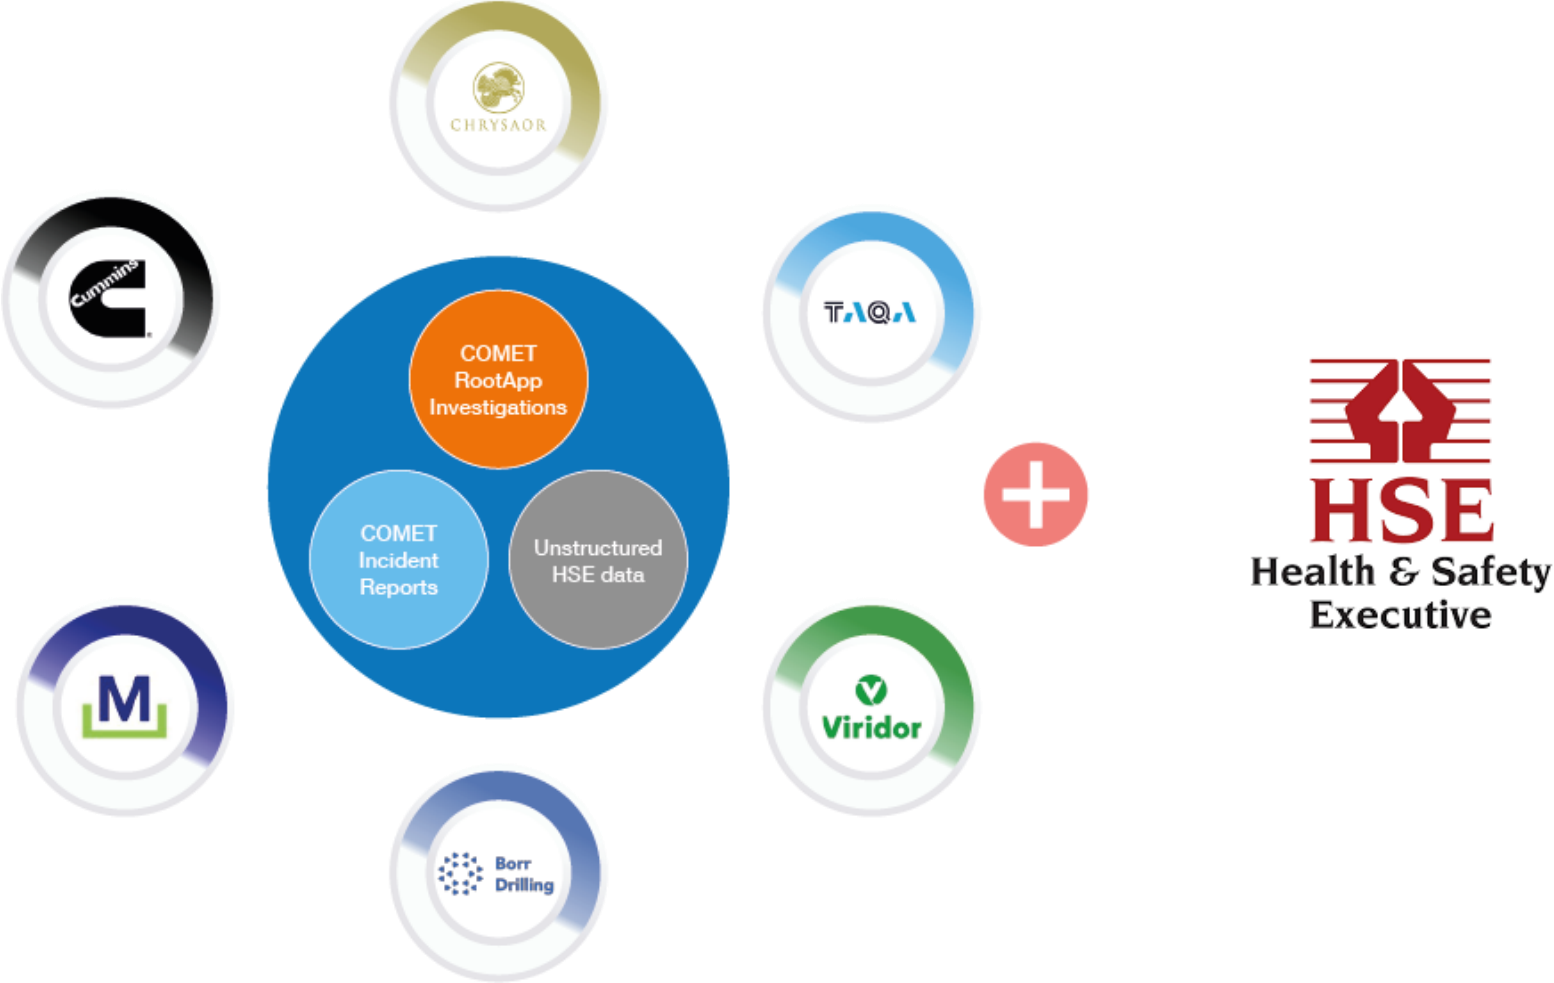 CHRYSAOR
Cummins
TAQA
COMET
RootApp
Investigations
COMET
Incident
Reports
Unstructured
HSE data
HSE
Health & Safety
Executive
M
Viridor
Borr
Drilling